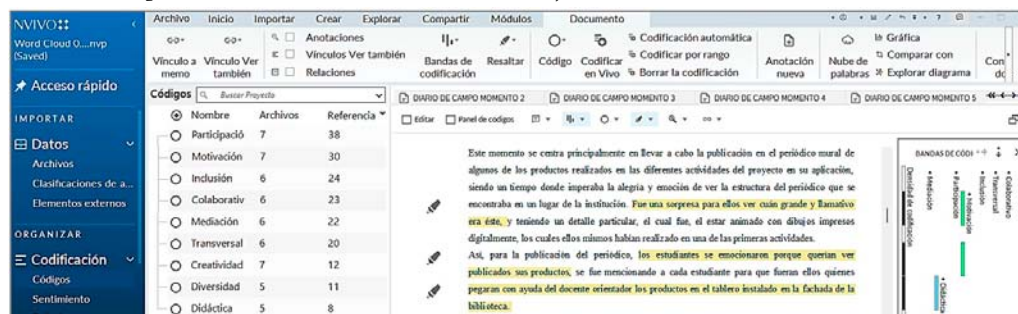 NVIVO
Word Cloud 0....nvp
(Saved)
Acceso rápido
IMPORTAR
Datos
Archivos
Clasificaciones de a...
Elementos externos
ORGANIZAR
Codificación
Códigos
Sentimiento
Archivo Inicio Importar Crear Explorar Compartir Módulos Documento
Vínculo a memo
Vínculo Ver también
Anotaciones
Vínculos Ver también
Relaciones
Bandas de codificación
Resaltar
Código
Codificar en Vivo
Codificación automática
Codificar por rango
Borrar la codificación
Anotación nueva
Nube de palabras
Gráfica
Comparar con
Explorar diagrama
Códigos Buscar Proyecto
Nombre Archivos Referencia
Participació 7 38
Motivación 7 30
Inclusión 6 24
Colaborativ 6 23
Mediación 6 22
Transversal 6 20
Creatividad 7 12
Diversidad 5 11
Didáctica 5 8
DIARIO DE CAMPO MOMENTO 2 DIARIO DE CAMPO MOMENTO 3 DIARIO DE CAMPO MOMENTO 4 DIARIO DE CAMPO MOMENTO 5
Editar Panel de codigos
Este momento se centra principalmente en llevar a cabo la publicación en el periódico mural de
algunos de los productos realizados en las diferentes actividades del proyecto en su aplicación,
siendo un tiempo donde imperaba la alegría y emoción de ver la estructura del periódico que se
encontraba en un lugar de la institución. Fue una sorpresa para ellos ver cuán grande y llamativo
era éste, y teniendo un detalle particular, el cual fue, el estar animado con dibujos impresos
digitalmente, los cuales ellos mismos habían realizado en una de las primeras actividades.
Así, para la publicación del periódico, los estudiantes se emocionaron porque querían ver
publicados sus productos, se fue mencionando a cada estudiante para que fueran ellos quienes
pegaran con ayuda del docente orientador los productos en el tablero instalado en la fachada de la
biblioteca.
BANDAS DE CÓDI
Colaborativo
Transversal
Inclusión
Motivación
Participación
Mediación
Didáctica
Densidad de codificación